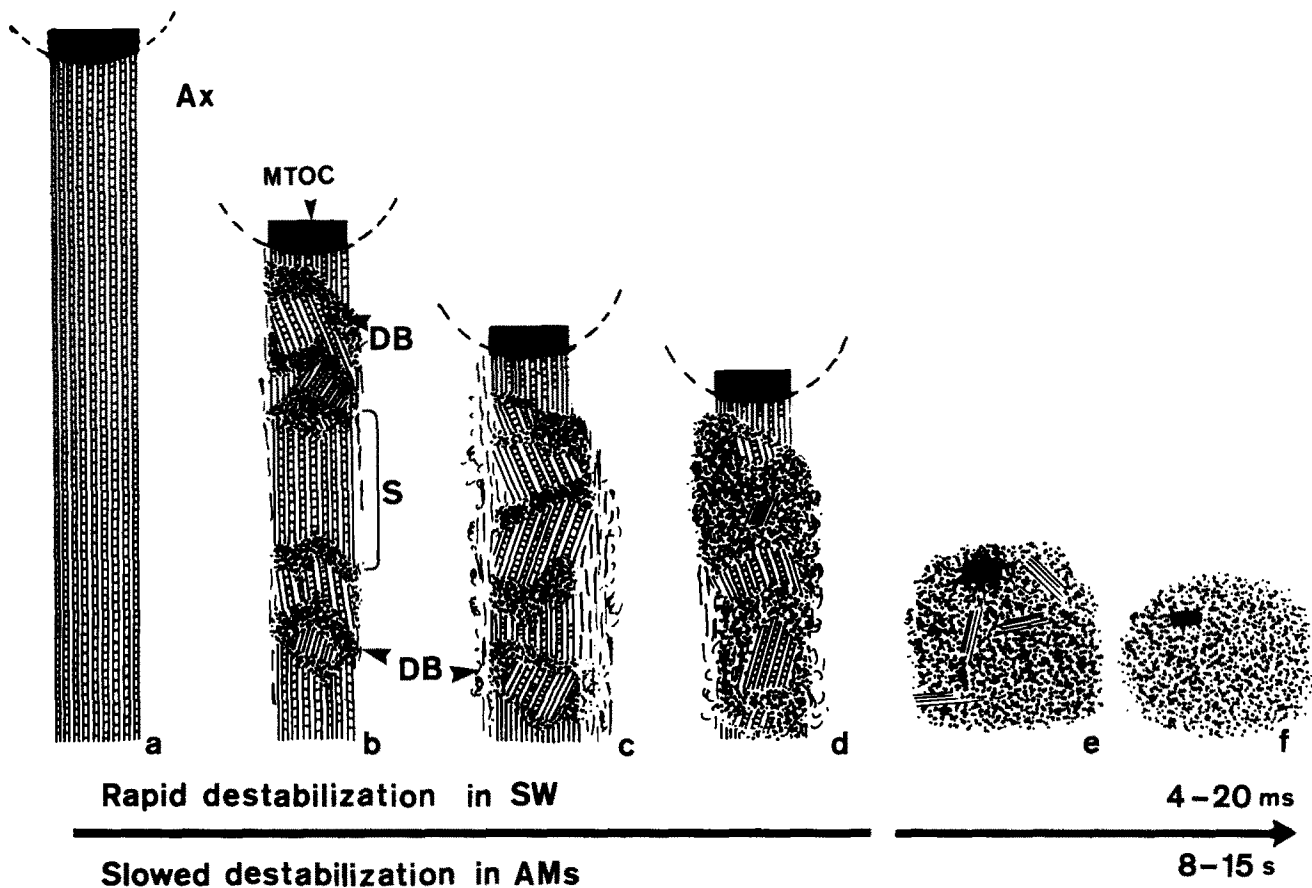 Ax
MTOC
DB
S
DB
a b c d e f
Rapid destabilization in SW 4–20 ms
Slowed destabilization in AMs 8–15 s